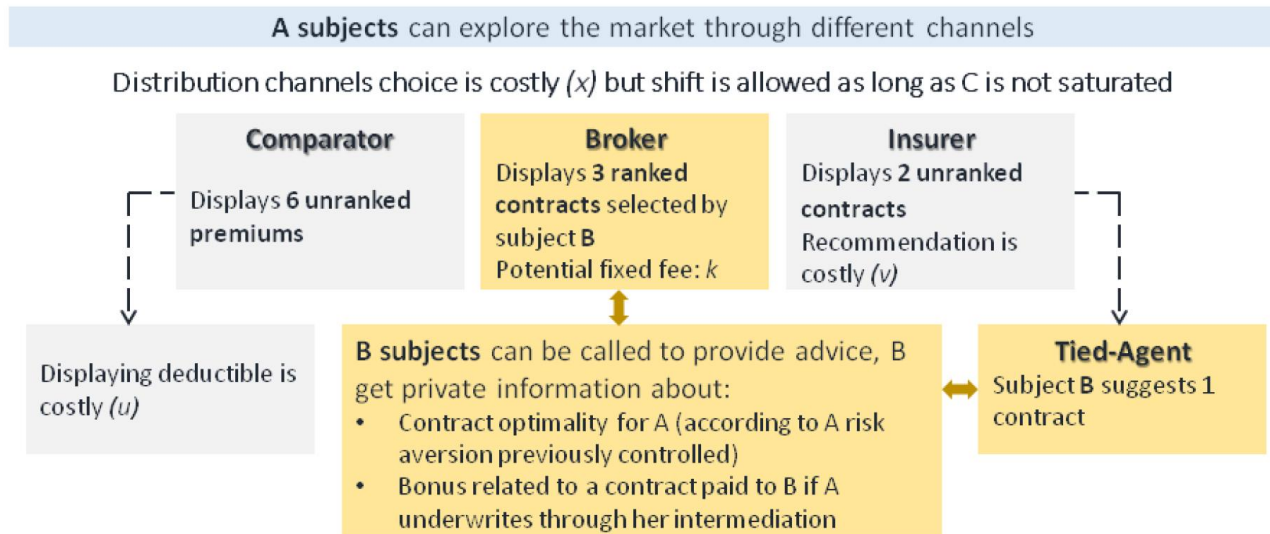 A subjects can explore the market through different channels
Distribution channels choice is costly (x) but shift is allowed as long as C is not saturated
Comparator
Displays 6 unranked
premiums
Broker
Displays 3 ranked
contracts selected by
subject B
Potential fixed fee: k
Insurer
Displays 2 unranked
contracts
Recommendation is
costly (v)
Displaying deductible is
costly (u)
B subjects can be called to provide advice, B
get private information about:
• Contract optimality for A (according to A risk
aversion previously controlled)
• Bonus related to a contract paid to B if A
underwrites through her intermediation
Tied-Agent
Subject B suggests 1
contract